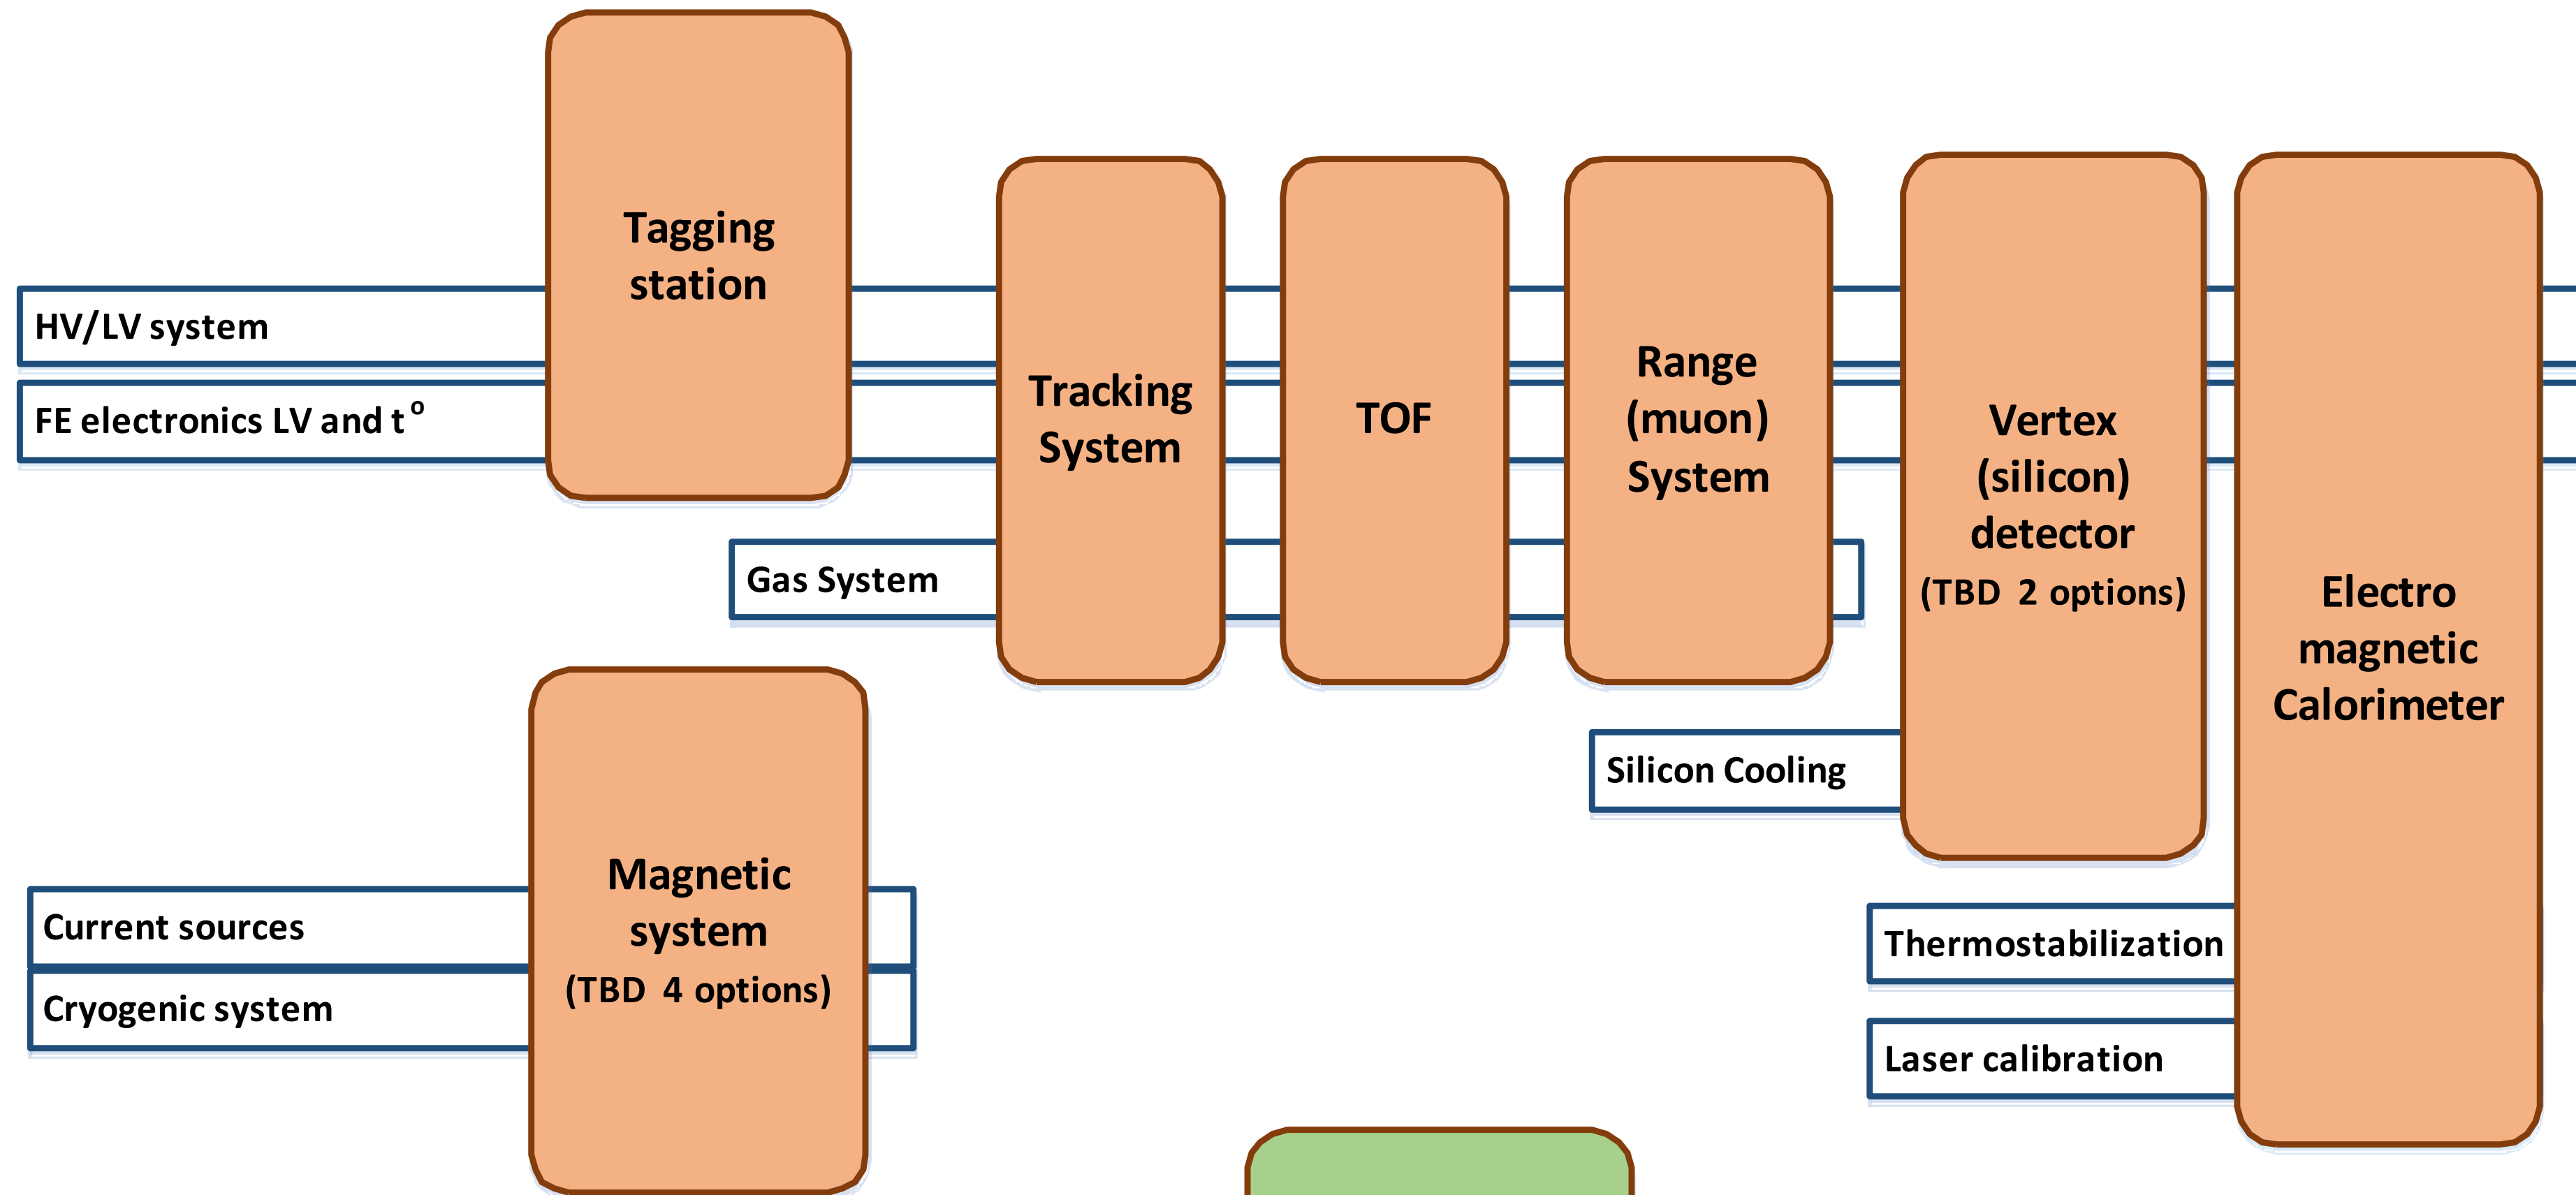 Tagging
station
HV/LV system
FE electronics LV and t°
Tracking
System
TOF
Range
(muon)
System
Vertex
(silicon)
detector
(TBD 2 options)
Electro
magnetic
Calorimeter
Gas System
Silicon Cooling
Magnetic
system
(TBD 4 options)
Current sources
Cryogenic system
Thermostabilization
Laser calibration